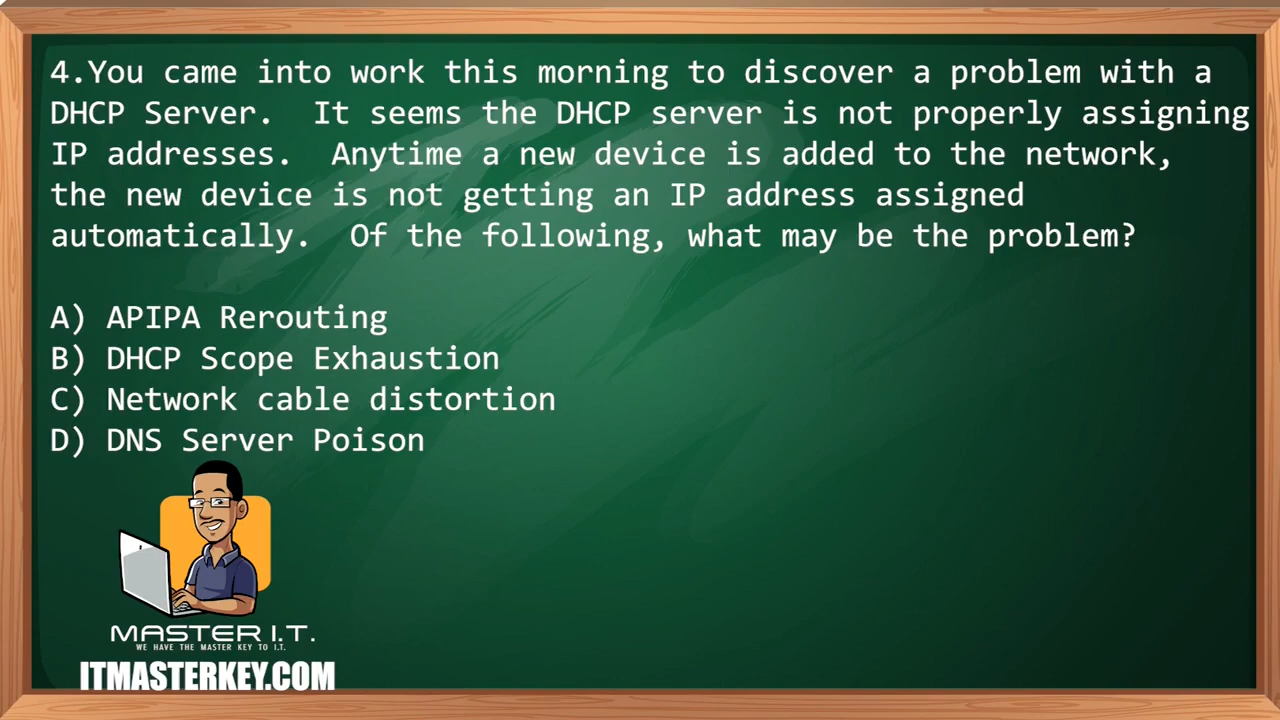 4.You came into work this morning to discover a problem with a
DHCP Server.  It seems the DHCP server is not properly assigning
IP addresses.  Anytime a new device is added to the network,
the new device is not getting an IP address assigned
automatically.  Of the following, what may be the problem?
A) APIPA Rerouting
B) DHCP Scope Exhaustion
C) Network cable distortion
D) DNS Server Poison
MASTER I.T.
WE HAVE THE MASTER KEY TO I.T.
ITMASTERKEY.COM